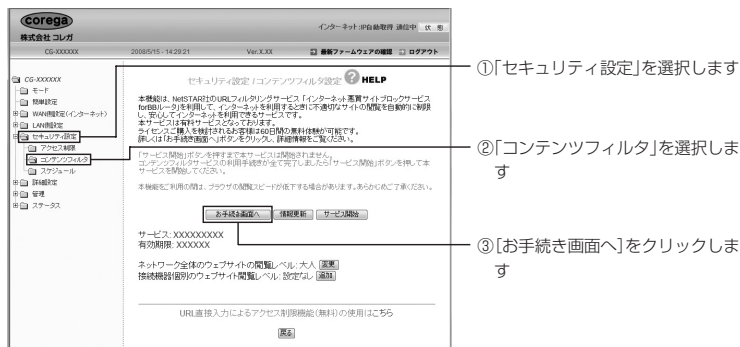 corega
株式会社 コレガ
インターネット:IP自動取得 通信中 状 態
CG-XXXXXX 2008/5/15 - 14:29:21 Ver.X.XX 最新ファームウェアの確認 ログアウト
CG-XXXXXX
モード
簡単設定
WAN側設定(インターネット)
LAN側設定
セキュリティ設定
アクセス制限
コンテンツフィルタ
スケジュール
詳細設定
管理
ステータス
セキュリティ設定 / コンテンツフィルタ設定 ? HELP
本機能は、NetSTAR社のURLフィルタリングサービス「インターネット悪質サイトブロックサービス
forBBルータ」を利用して、インターネットを利用するときに不適切なサイトの閲覧を自動的に制限
し、安心してインターネットを利用できるサービスです。
本サービスは有料サービスとなっております。
ライセンスご購入を検討されるお客様は60日間の無料体験が可能です。
詳しくは「お手続き画面へ」ボタンをクリックし、詳細情報をご覧ください。
「サービス開始」ボタンを押すまで本サービスは開始されません。
コンテンツフィルタサービスの利用手続きが全て完了しましたら「サービス開始」ボタンを押して本
サービスを開始してください。
本機能をご利用の間は、ブラウザの閲覧スピードが低下する場合があります。あらかじめご了承ください。
お手続き画面へ 情報更新 サービス開始
サービス: XXXXXXXXX
有効期限: XXXXXX
ネットワーク全体のウェブサイトの閲覧レベル: 大人 変更
接続機器個別のウェブサイト閲覧レベル: 設定なし 追加
URL直接入力によるアクセス制限機能(無料)の使用はこちら
戻る
①「セキュリティ設定」を選択します
②「コンテンツフィルタ」を選択しま
す
③[お手続き画面へ]をクリックしま
す